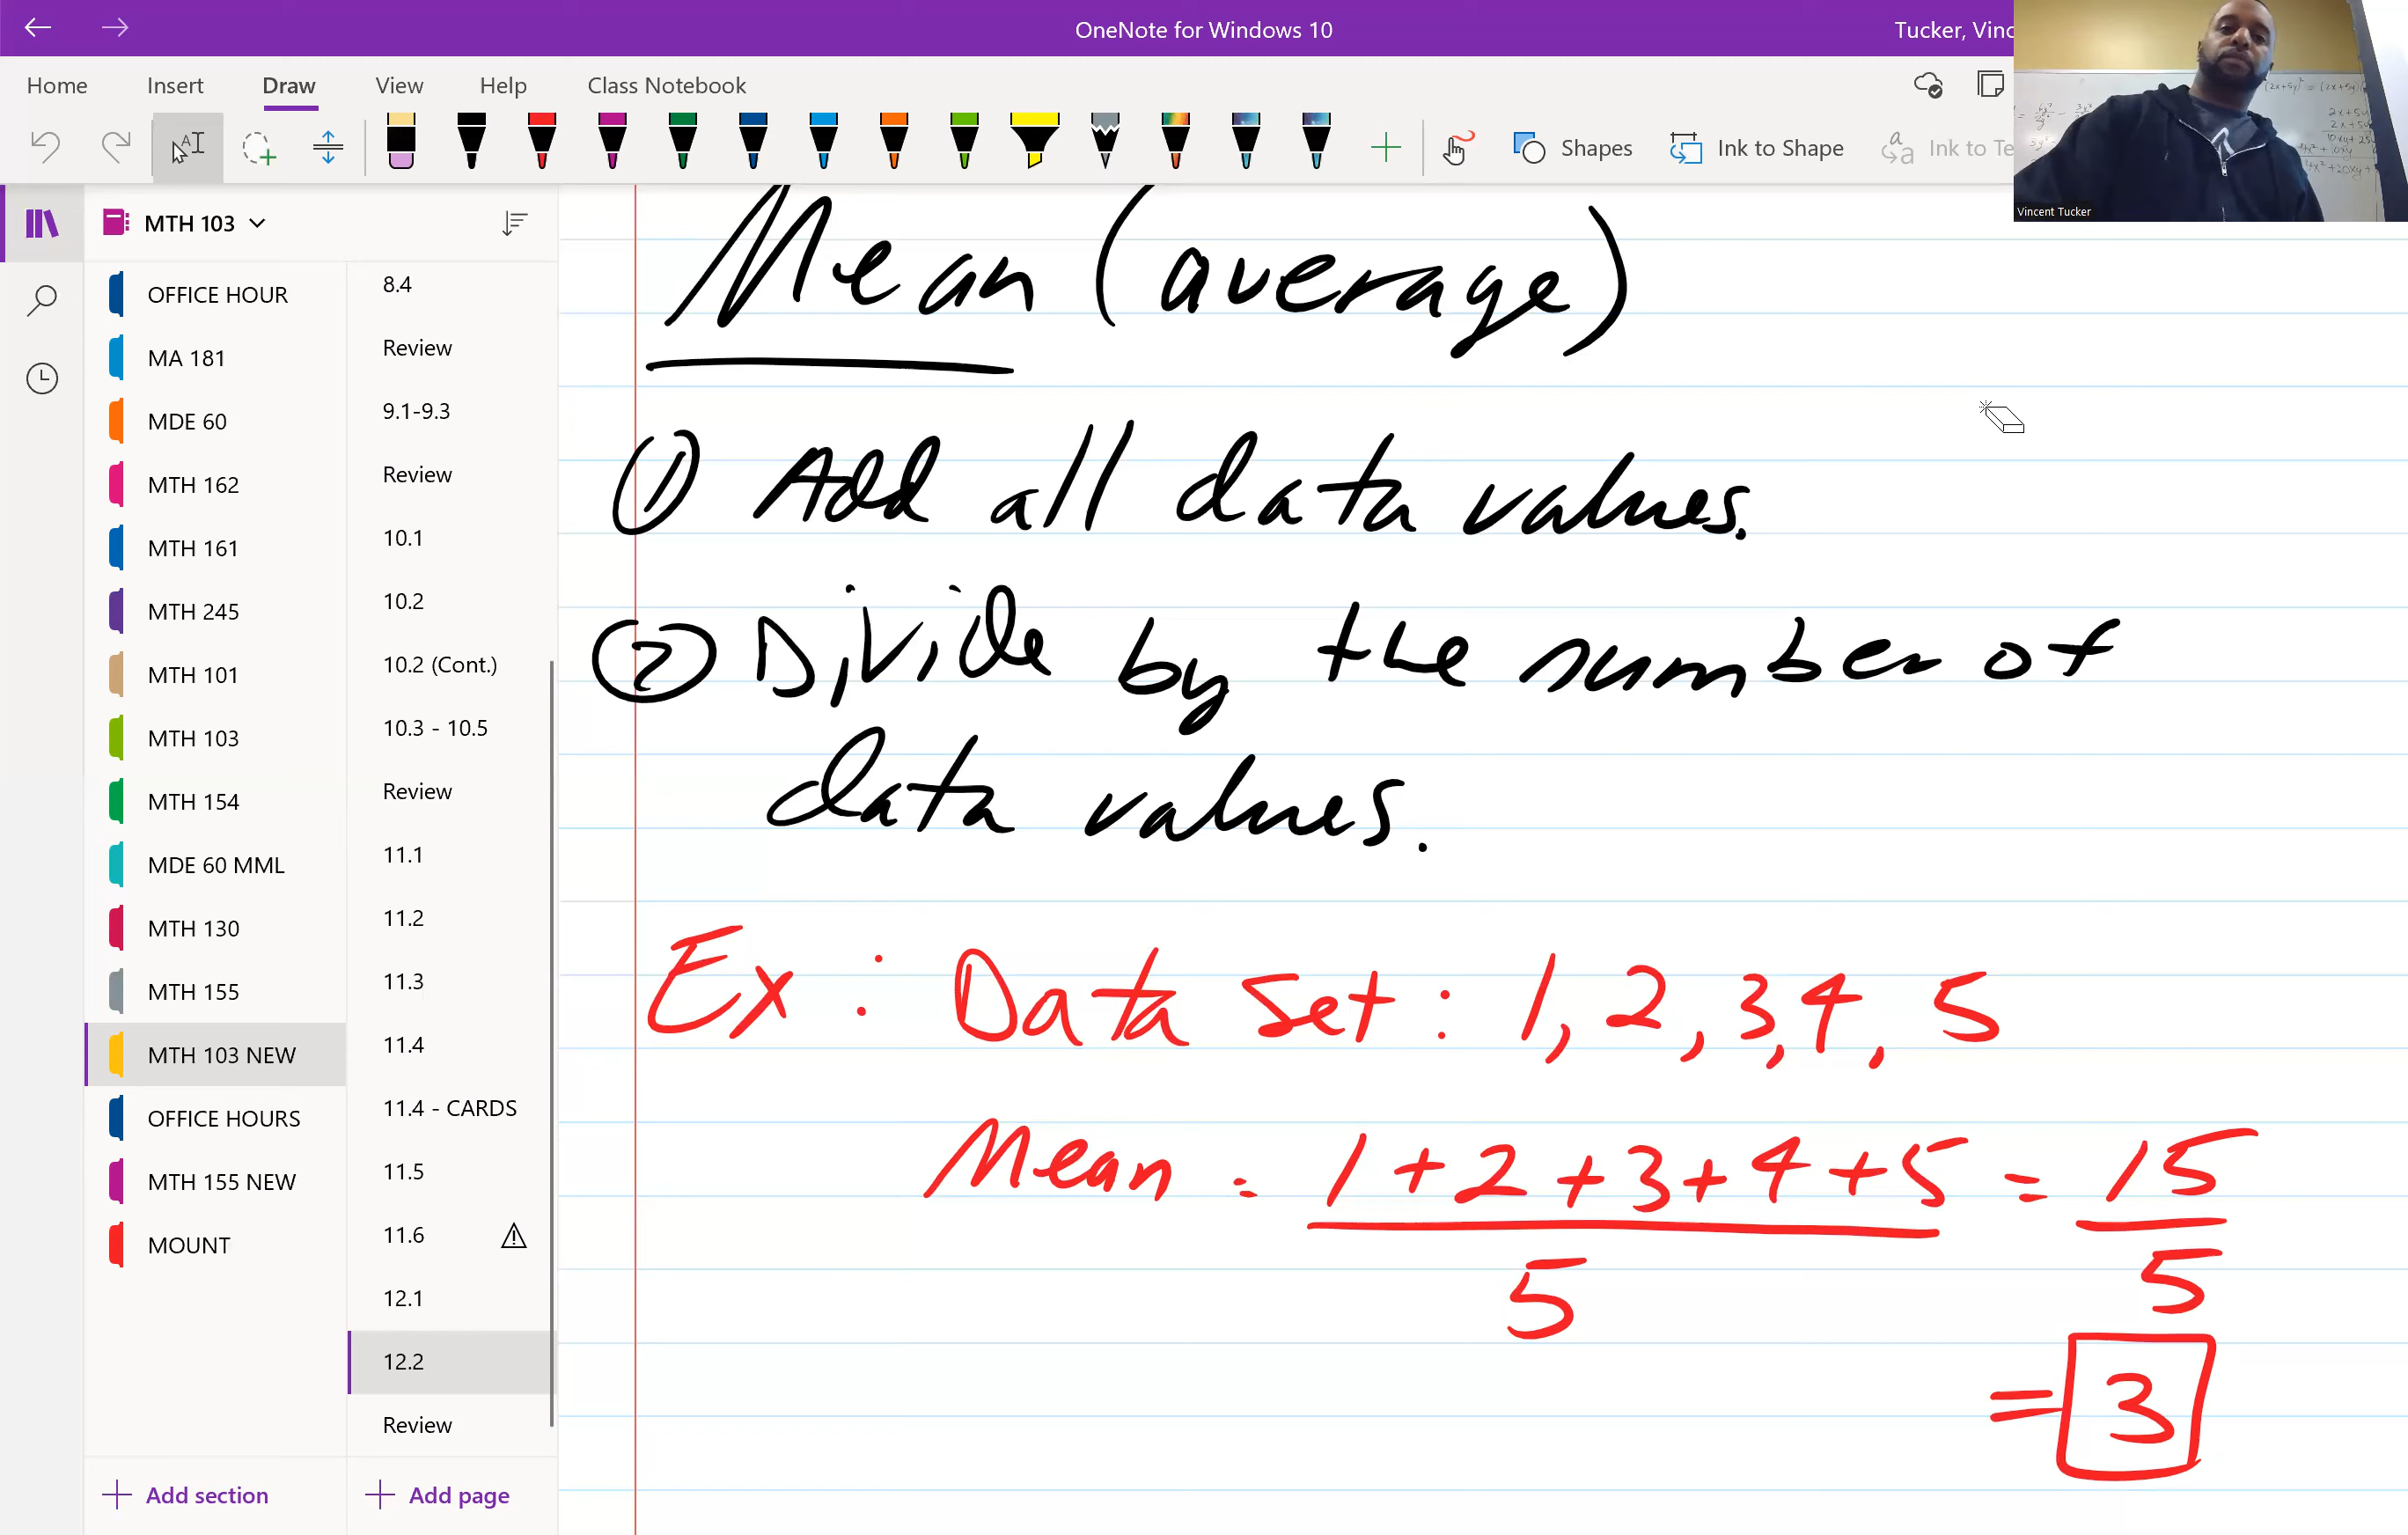 OneNote for Windows 10
Tucker, Vinc
Home Insert Draw View Help Class Notebook
Shapes Ink to Shape Ink to Te
Vincent Tucker
MTH 103
OFFICE HOUR
MA 181
MDE 60
MTH 162
MTH 161
MTH 245
MTH 101
MTH 103
MTH 154
MDE 60 MML
MTH 130
MTH 155
MTH 103 NEW
OFFICE HOURS
MTH 155 NEW
MOUNT
Add section
8.4
Review
9.1-9.3
Review
10.1
10.2
10.2 (Cont.)
10.3 - 10.5
Review
11.1
11.2
11.3
11.4
11.4 - CARDS
11.5
11.6
12.1
12.2
Review
Add page
Mean (average)
① Add all data values.
② Divide by the number of
data values.
Ex : Data Set : 1, 2, 3, 4, 5
Mean = 1 + 2 + 3 + 4 + 5 = 15
5 5
= 3